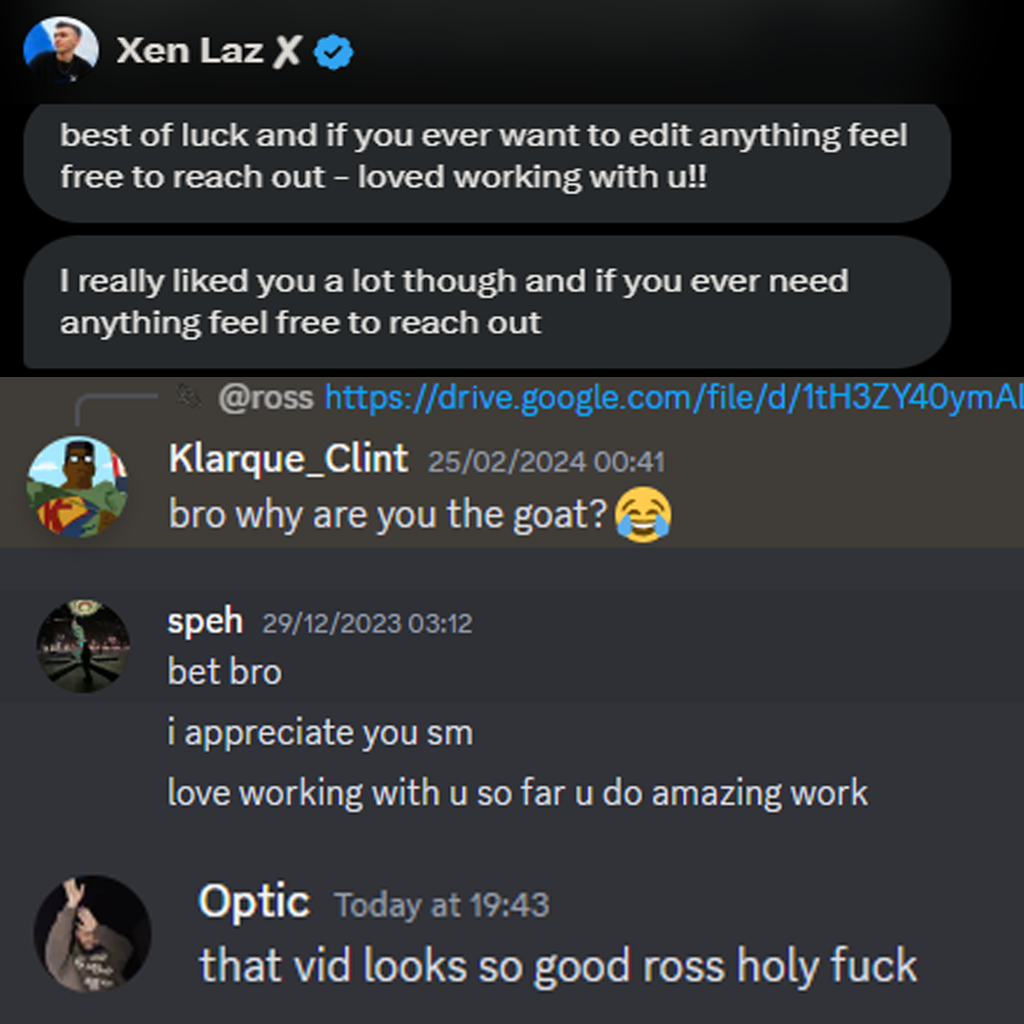 Xen Laz X
best of luck and if you ever want to edit anything feel
free to reach out – loved working with u!!
I really liked you a lot though and if you ever need
anything feel free to reach out
@ross https://drive.google.com/file/d/1tH3ZY40ymAl
Klarque_Clint 25/02/2024 00:41
bro why are you the goat?😂
speh 29/12/2023 03:12
bet bro
i appreciate you sm
love working with u so far u do amazing work
Optic Today at 19:43
that vid looks so good ross holy fuck